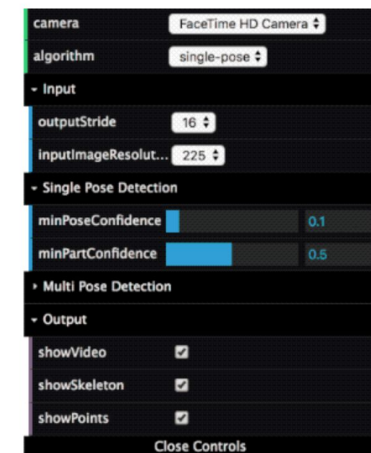 camera FaceTime HD Camera
algorithm single-pose
Input
outputStride 16
inputImageResolut... 225
Single Pose Detection
minPoseConfidence 0.1
minPartConfidence 0.5
Multi Pose Detection
Output
showVideo
showSkeleton
showPoints
Close Controls